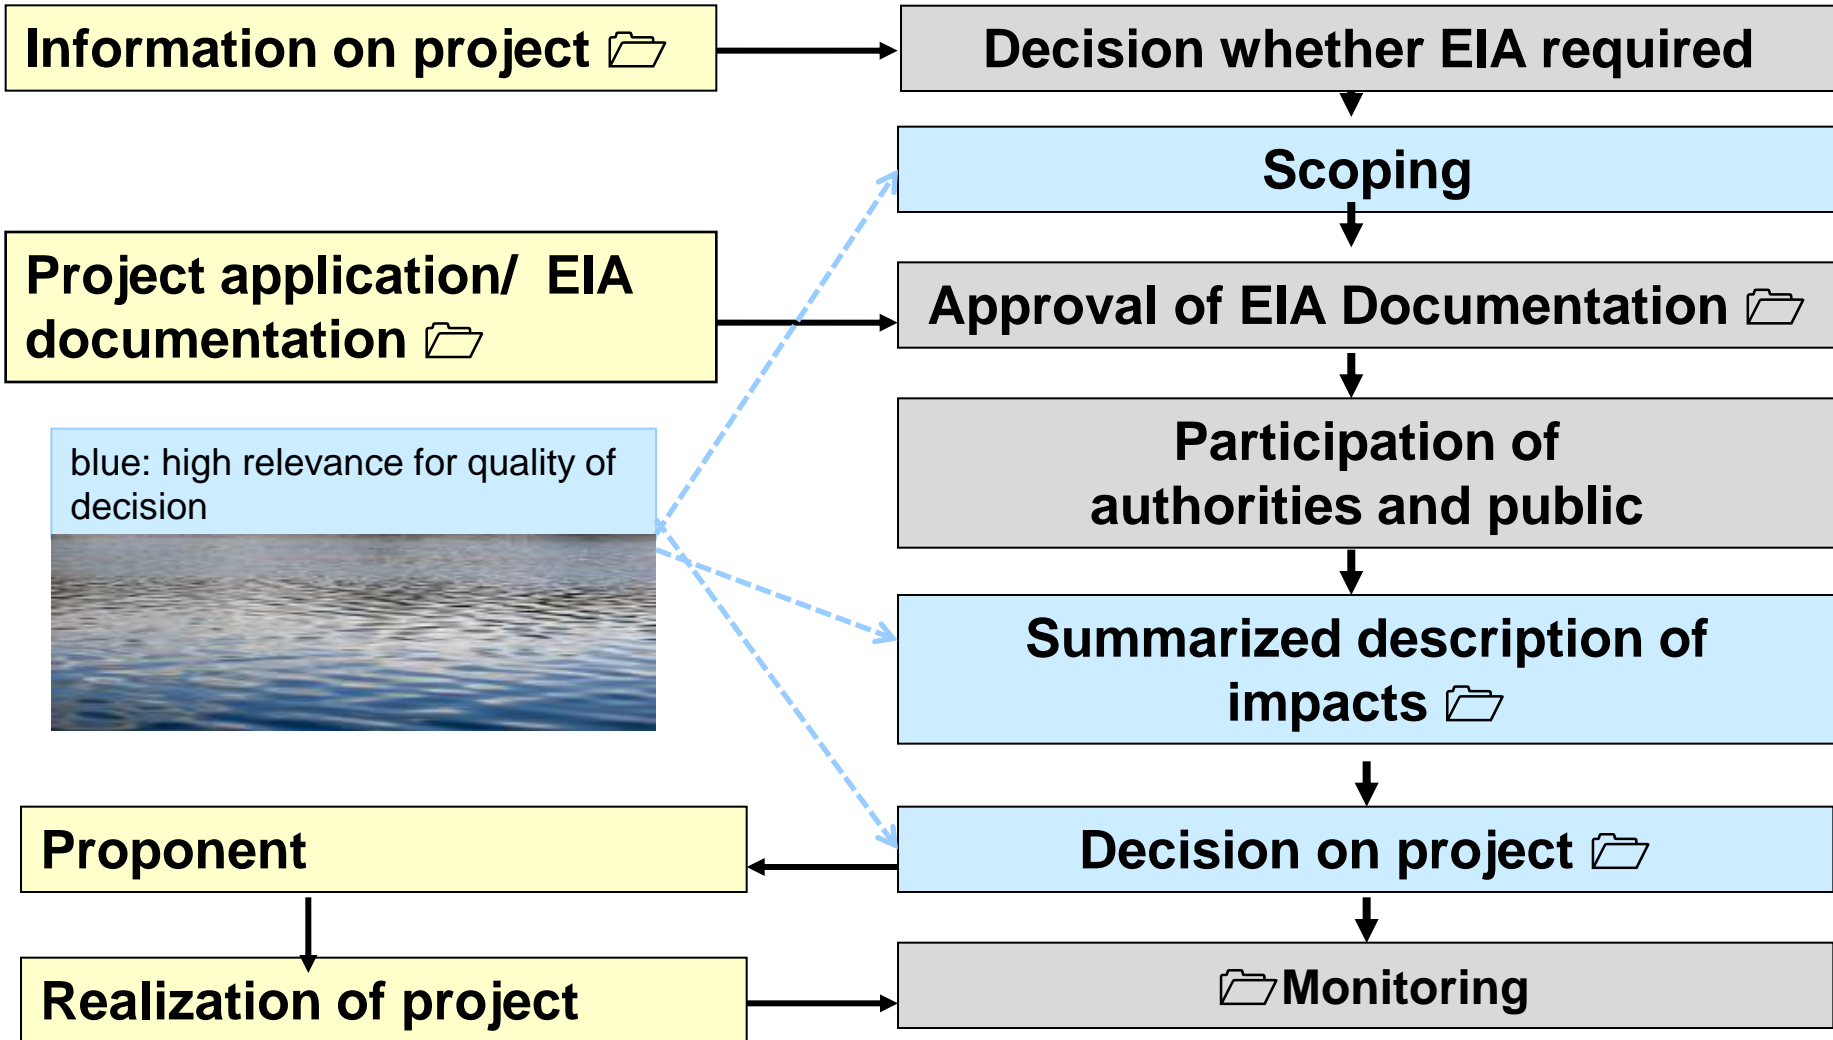 Information on project 🗁
Decision whether EIA required
Scoping
Project application/  EIA
documentation 🗁
Approval of EIA Documentation 🗁
blue: high relevance for quality of
decision
Participation of
authorities and public
Summarized description of
impacts 🗁
Proponent
Decision on project 🗁
Realization of project
🗁Monitoring